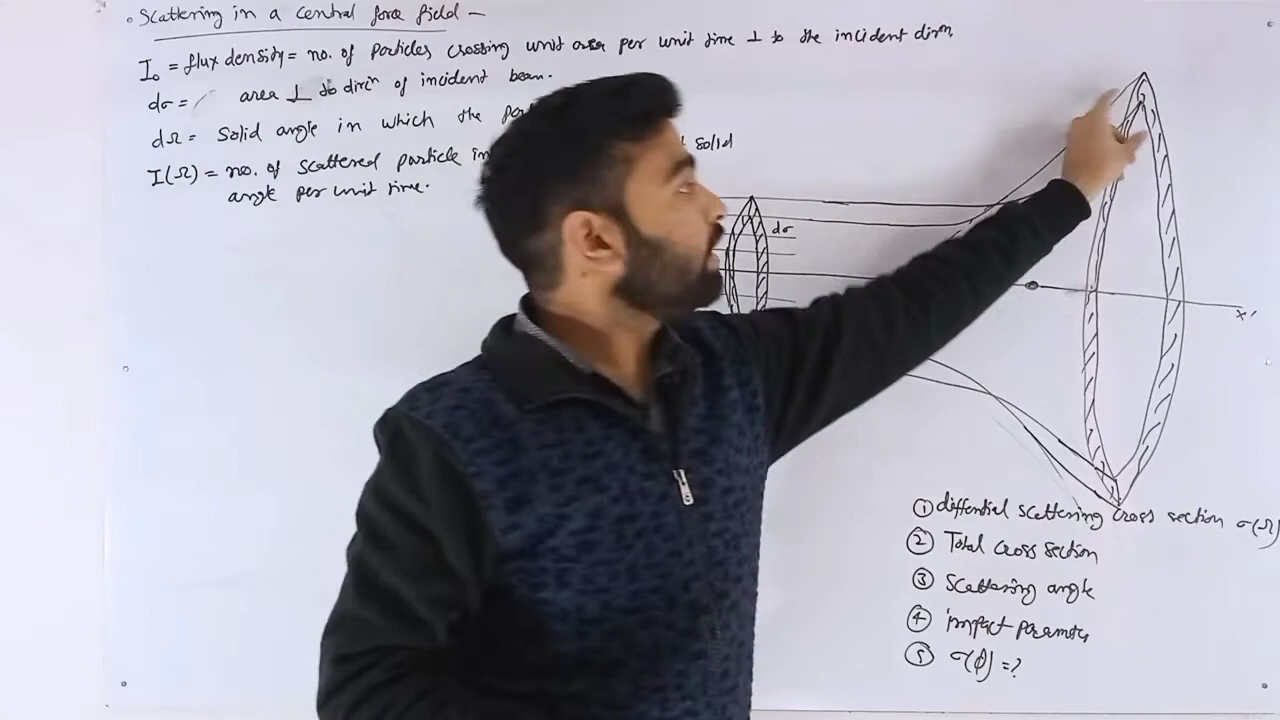 • Scattering in a central force field –
I₀ = flux density = no. of particles crossing unit area per unit time ⊥ to the incident dirⁿ.
dσ = area ⊥ to dircⁿ of incident beam.
dΩ = Solid angle in which the
I(Ω) = no. of scattered particle in solid
angle per unit time.
dσ
x'
① differential scattering cross section σ(Ω)
② Total cross section
③ Scattering angle
④ impact parameter
⑤ σ(ϕ) = ?